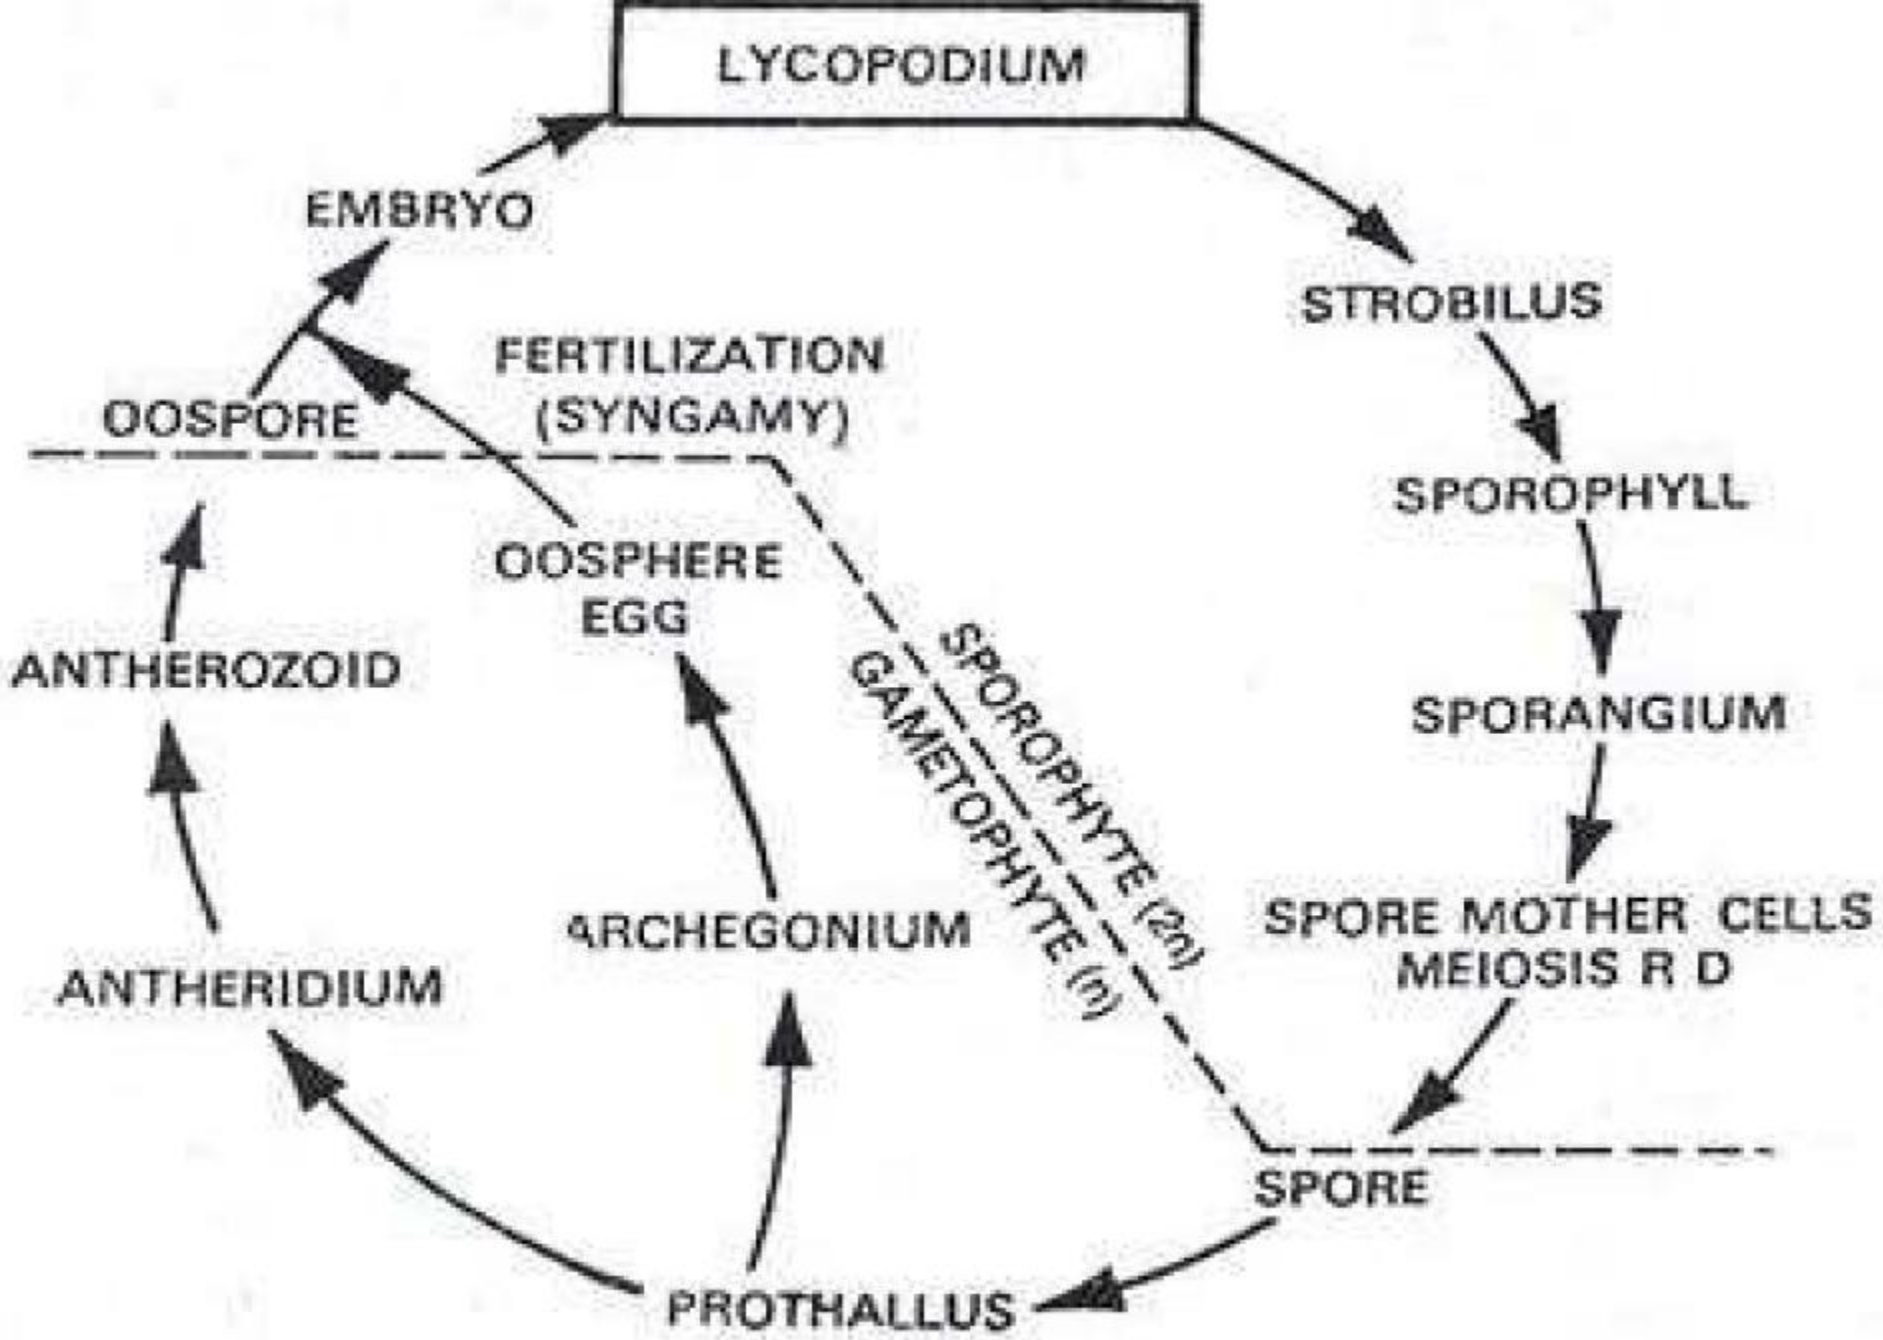 LYCOPODIUM
EMBRYO
STROBILUS
FERTILIZATION
(SYNGAMY)
OOSPORE
SPOROPHYLL
OOSPHERE
EGG
ANTHEROZOID
SPOROPHYTE (2n)
GAMETOPHYTE (n)
SPORANGIUM
ARCHEGONIUM
SPORE MOTHER CELLS
MEIOSIS R D
ANTHERIDIUM
SPORE
PROTHALLUS